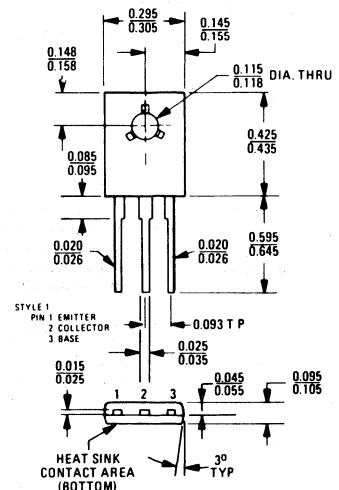 0.295
0.305
0.145
0.155
0.148
0.158
0.115
0.118
DIA. THRU
0.425
0.435
0.085
0.095
0.020
0.026
0.020
0.026
0.595
0.645
STYLE 1
PIN 1 EMITTER
2 COLLECTOR
3 BASE
0.093 T P
0.025
0.035
0.015
0.025
1 2 3
0.045
0.055
0.095
0.105
HEAT SINK
CONTACT AREA
(BOTTOM)
3°
TYP